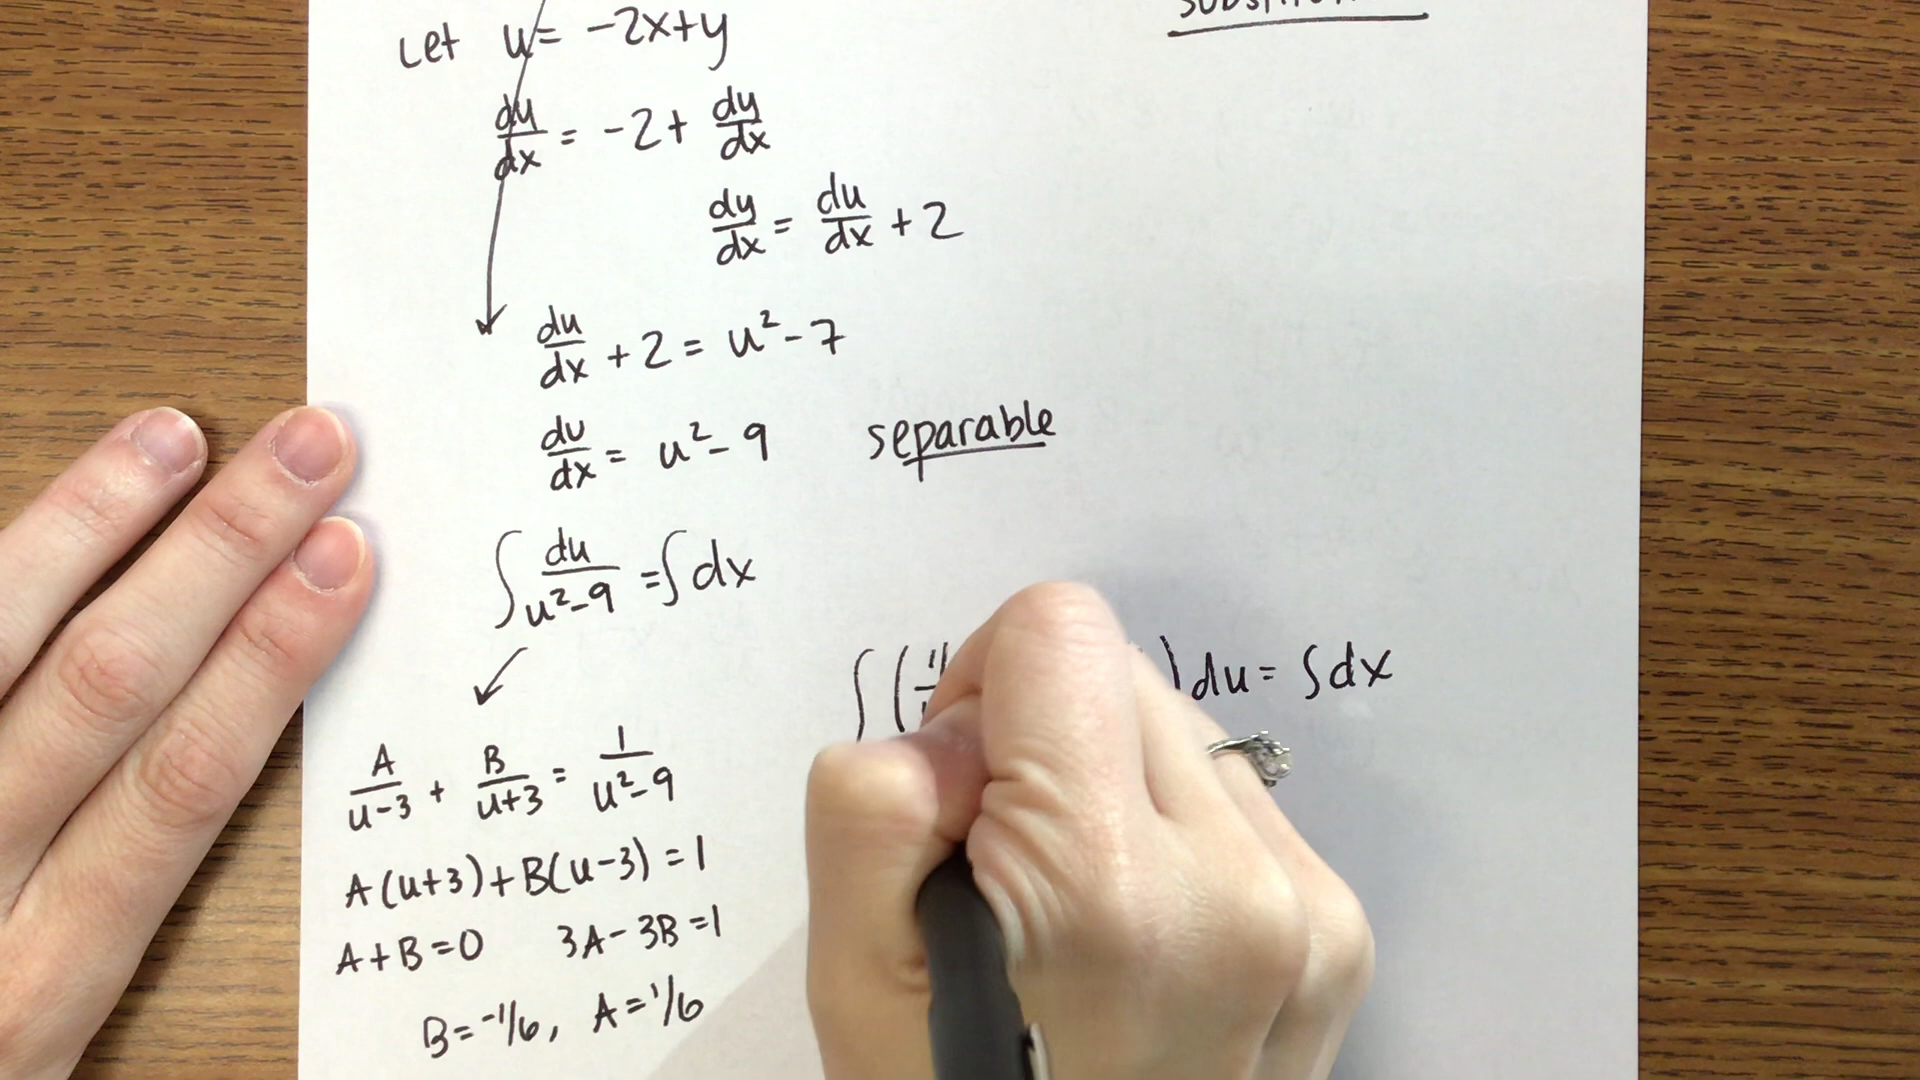 Let u = -2x+y
du/dx = -2 + dy/dx
dy/dx = du/dx + 2
du/dx + 2 = u² - 7
du/dx = u² - 9 separable
∫ du/(u²-9) = ∫ dx
∫ ( ) du = ∫ dx
A/(u-3) + B/(u+3) = 1/(u²-9)
A(u+3) + B(u-3) = 1
A+B=0 3A-3B=1
B=-1/6, A=1/6